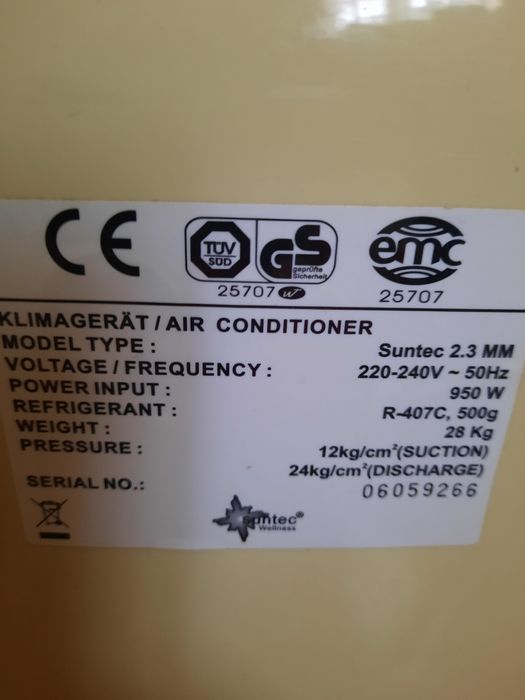 CE
TÜV
SÜD
GS
geprüfte
Sicherheit
emc
25707
25707
KLIMAGERÄT / AIR CONDITIONER
MODEL TYPE : Suntec 2.3 MM
VOLTAGE / FREQUENCY : 220-240V ~ 50Hz
POWER INPUT : 950 W
REFRIGERANT : R-407C, 500g
WEIGHT : 28 Kg
PRESSURE : 12kg/cm²(SUCTION)
24kg/cm²(DISCHARGE)
SERIAL NO.: 06059266
suntec®
Wellness